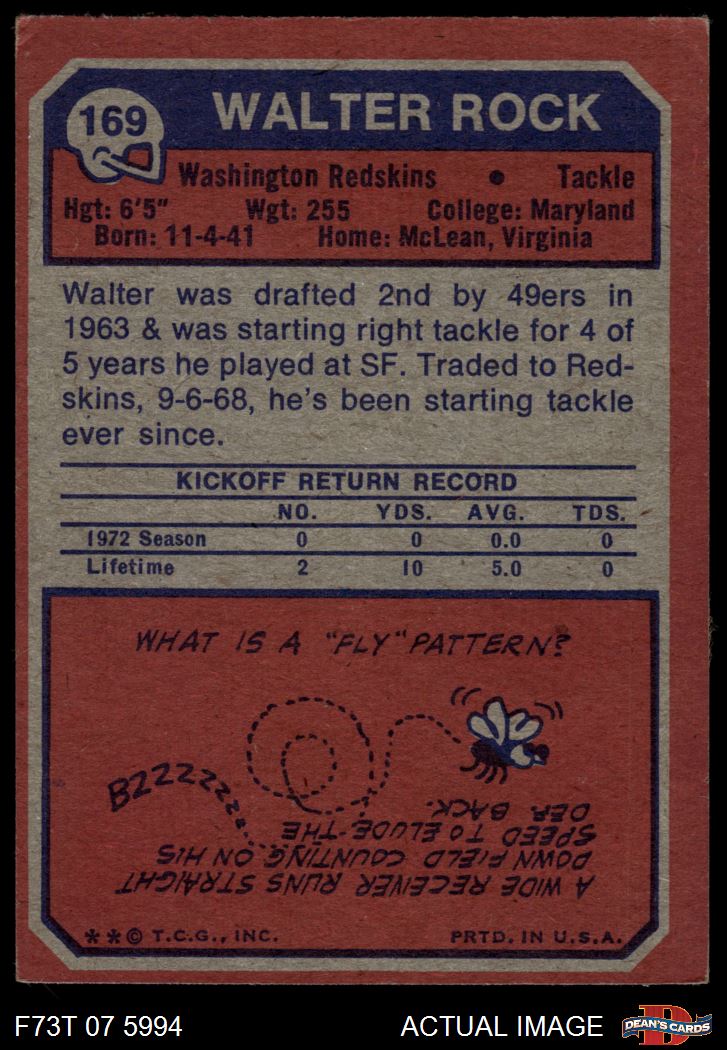 169
WALTER ROCK
Washington Redskins • Tackle
Hgt: 6'5" Wgt: 255 College: Maryland
Born: 11-4-41 Home: McLean, Virginia
Walter was drafted 2nd by 49ers in
1963 & was starting right tackle for 4 of
5 years he played at SF. Traded to Red-
skins, 9-6-68, he's been starting tackle
ever since.
KICKOFF RETURN RECORD
NO. YDS. AVG. TDS.
1972 Season 0 0 0.0 0
Lifetime 2 10 5.0 0
WHAT IS A "FLY" PATTERN?
BZZZZZZZ
A WIDE RECEIVER RUNS STRAIGHT
DOWN FIELD COUNTING ON HIS
SPEED TO ELUDE THE
DEF. BACK.
**© T.C.G., INC. PRTD. IN U.S.A.
F73T 07 5994 ACTUAL IMAGE D DEAN'S CARDS